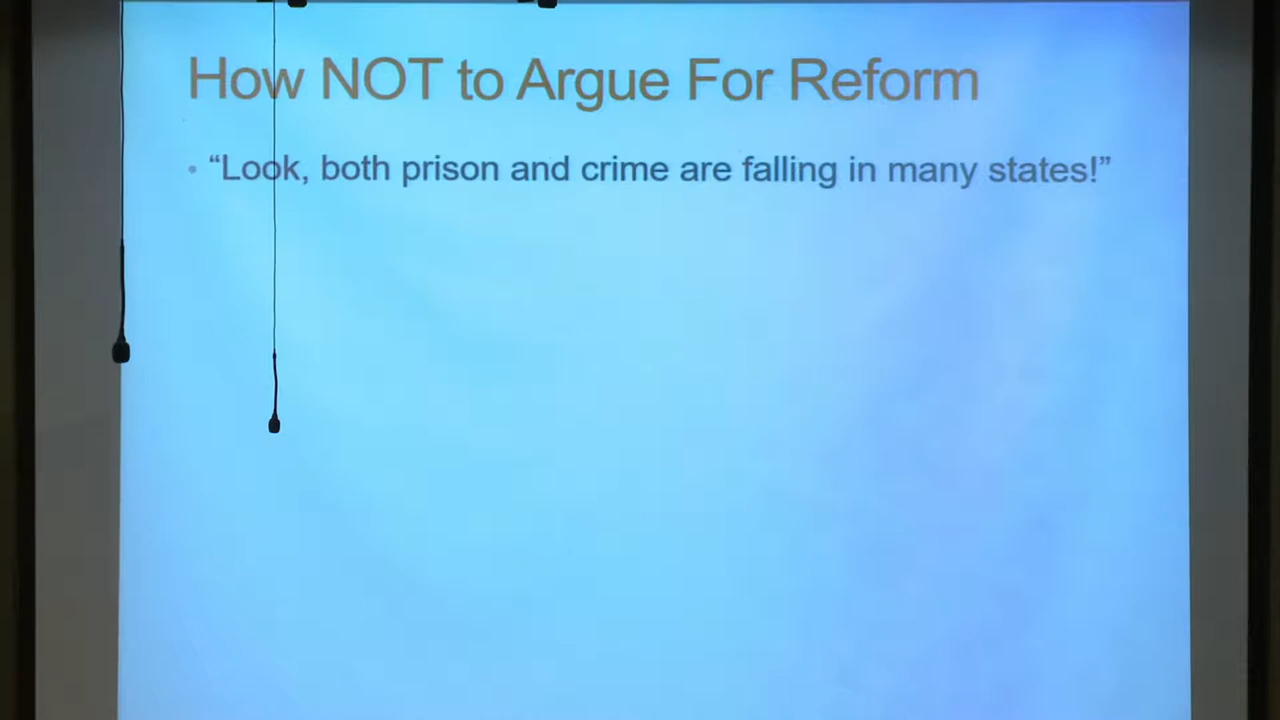 How NOT to Argue For Reform
• “Look, both prison and crime are falling in many states!”